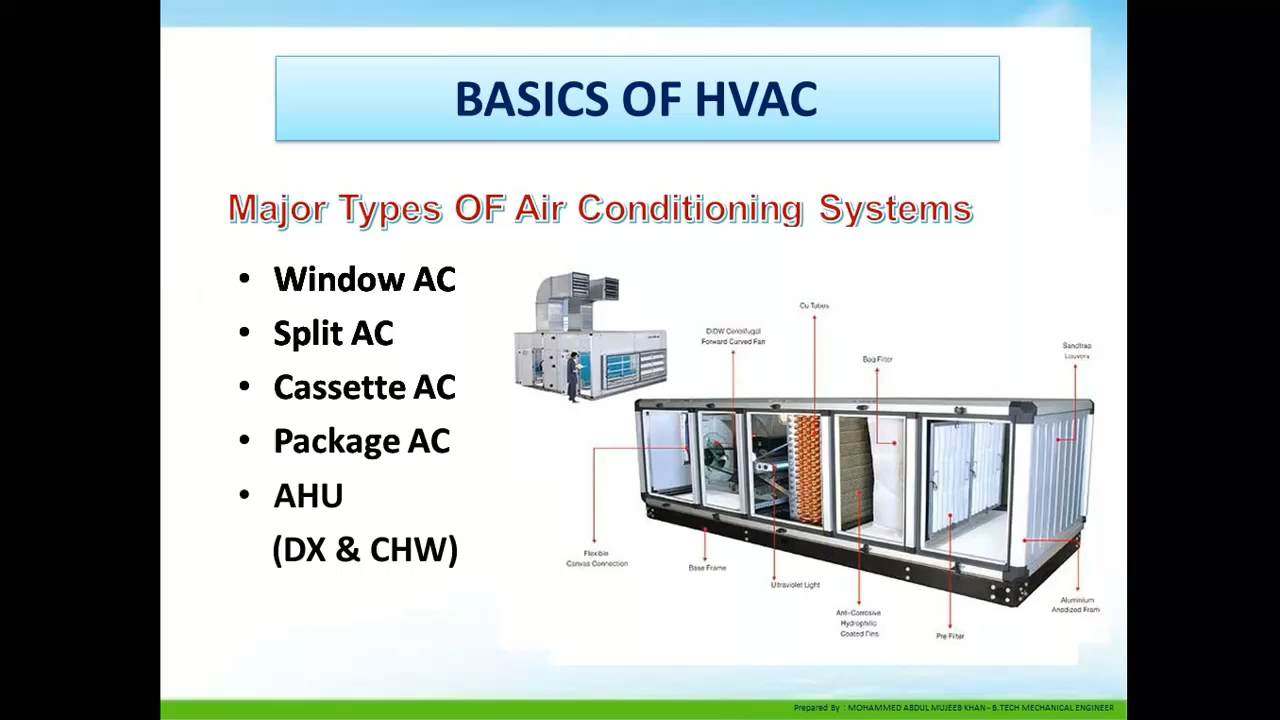 BASICS OF HVAC
Major Types OF Air Conditioning Systems
• Window AC
• Split AC
• Cassette AC
• Package AC
• AHU
(DX & CHW)
Cu Tubes
DIDW Centrifugal
Forward Curved Fan
Bag Filter
Sandtrap
Louvers
Flexible
Canvas Connection
Base Frame
Ultraviolet Light
Anti-Corrosive
Hydrophilic
Coated Fins
Pre Filter
Aluminium
Anodized Fram
Prepared By : MOHAMMED ABDUL MUJEEB KHAN - B.TECH MECHANICAL ENGINEER